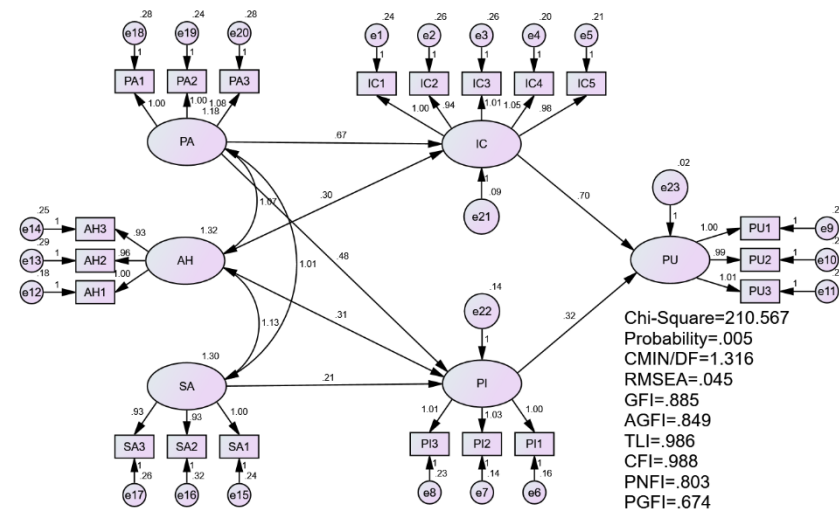 .28 .24 .28 .24 .26 .26 .20 .21
e18 e19 e20 e1 e2 e3 e4 e5
1 1 1 1 1 1 1 1
PA1 PA2 PA3 IC1 IC2 IC3 IC4 IC5
1.00 1.00 1.08 1.00 .94 1.01 1.05 .98
1.18
PA .67 IC
.02
e23
1 .09
e21
.30 .70
1.07
.25
e14 1 AH3 .93
.29
e13 1 AH2 .96
.18
e12 1 AH1 1.00
1.32
AH
1.01 .48
1
PU
1.00 PU1 1 e9
.99 PU2 1 e10
1.01 PU3 1 e11
.14
e22
1
1.13 .31 .32
1.30
SA .21 PI
.93 .93 1.00 1.01 1.03 1.00
SA3 SA2 SA1 PI3 PI2 PI1
1 1 1 1 1 1
.26 .32 .24 .23 .14 .16
e17 e16 e15 e8 e7 e6
Chi-Square=210.567
Probability=.005
CMIN/DF=1.316
RMSEA=.045
GFI=.885
AGFI=.849
TLI=.986
CFI=.988
PNFI=.803
PGFI=.674